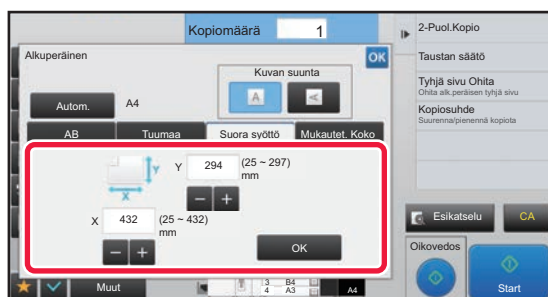 Kopiomäärä 1
Alkuperäinen
OK
Kuvan suunta
A
A
Autom. A4
AB Tuumaa Suora syöttö Mukautet. Koko
Y
X
Y 294 (25 ~ 297)
mm
X 432 (25 ~ 432)
mm
OK
Muut
3 B4
4 A3
A4
2-Puol.Kopio
Taustan säätö
Tyhjä sivu Ohita
Ohita alk.peräisen tyhjä sivu
Kopiosuhde
Suurenna/pienennä kopiota
Esikatselu
CA
Oikovedos
Start